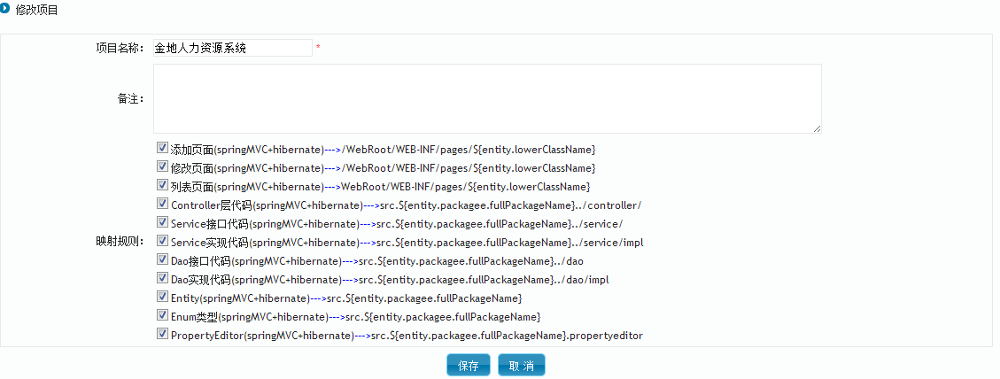 修改项目
项目名称： 金地人力资源系统 *
备注：
添加页面(springMVC+hibernate)--->/WebRoot/WEB-INF/pages/${entity.lowerClassName}
修改页面(springMVC+hibernate)--->/WebRoot/WEB-INF/pages/${entity.lowerClassName}
列表页面(springMVC+hibernate)--->WebRoot/WEB-INF/pages/${entity.lowerClassName}
Controller层代码(springMVC+hibernate)--->src.${entity.packagee.fullPackageName}../controller/
Service接口代码(springMVC+hibernate)--->src.${entity.packagee.fullPackageName}../service/
映射规则： Service实现代码(springMVC+hibernate)--->src.${entity.packagee.fullPackageName}../service/impl
Dao接口代码(springMVC+hibernate)--->src.${entity.packagee.fullPackageName}../dao
Dao实现代码(springMVC+hibernate)--->src.${entity.packagee.fullPackageName}../dao/impl
Entity(springMVC+hibernate)--->src.${entity.packagee.fullPackageName}
Enum类型(springMVC+hibernate)--->src.${entity.packagee.fullPackageName}
PropertyEditor(springMVC+hibernate)--->src.${entity.packagee.fullPackageName}.propertyeditor
保存 取 消